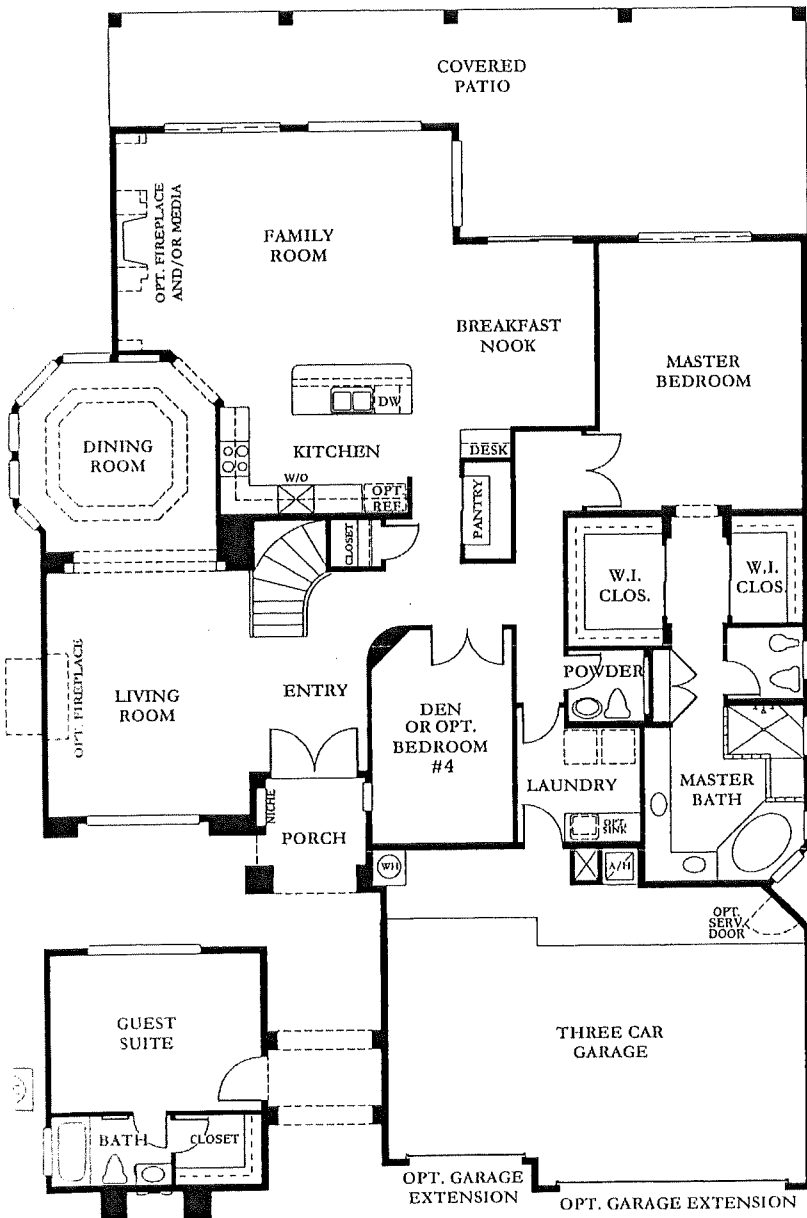 COVERED
PATIO
OPT. FIREPLACE
AND/OR MEDIA
FAMILY
ROOM
BREAKFAST
NOOK
MASTER
BEDROOM
DW
DINING
ROOM
KITCHEN
DESK
W/O
OPT.
REF.
PANTRY
CLOSET
W.I.
CLOS.
W.I.
CLOS.
OPT. FIREPLACE
LIVING
ROOM
ENTRY
POWDER
DEN
OR OPT.
BEDROOM
#4
LAUNDRY
MASTER
BATH
NICHE
PORCH
OPT.
SINK
WH
A/H
OPT.
SERV.
DOOR
GUEST
SUITE
THREE CAR
GARAGE
BATH
CLOSET
OPT. GARAGE
EXTENSION
OPT. GARAGE EXTENSION